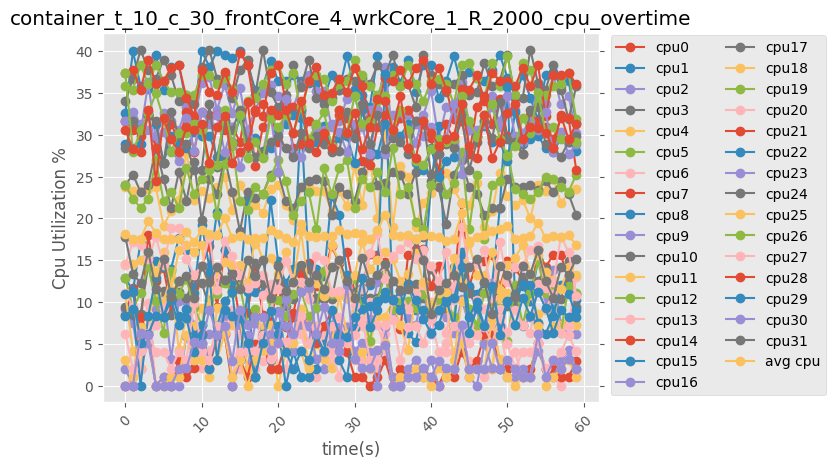 container_t_10_c_30_frontCore_4_wrkCore_1_R_2000_cpu_overtime
Cpu Utilization %
40
35
30
25
20
15
10
5
0
0
10
20
30
40
50
60
time(s)
cpu0
cpu1
cpu2
cpu3
cpu4
cpu5
cpu6
cpu7
cpu8
cpu9
cpu10
cpu11
cpu12
cpu13
cpu14
cpu15
cpu16
cpu17
cpu18
cpu19
cpu20
cpu21
cpu22
cpu23
cpu24
cpu25
cpu26
cpu27
cpu28
cpu29
cpu30
cpu31
avg cpu